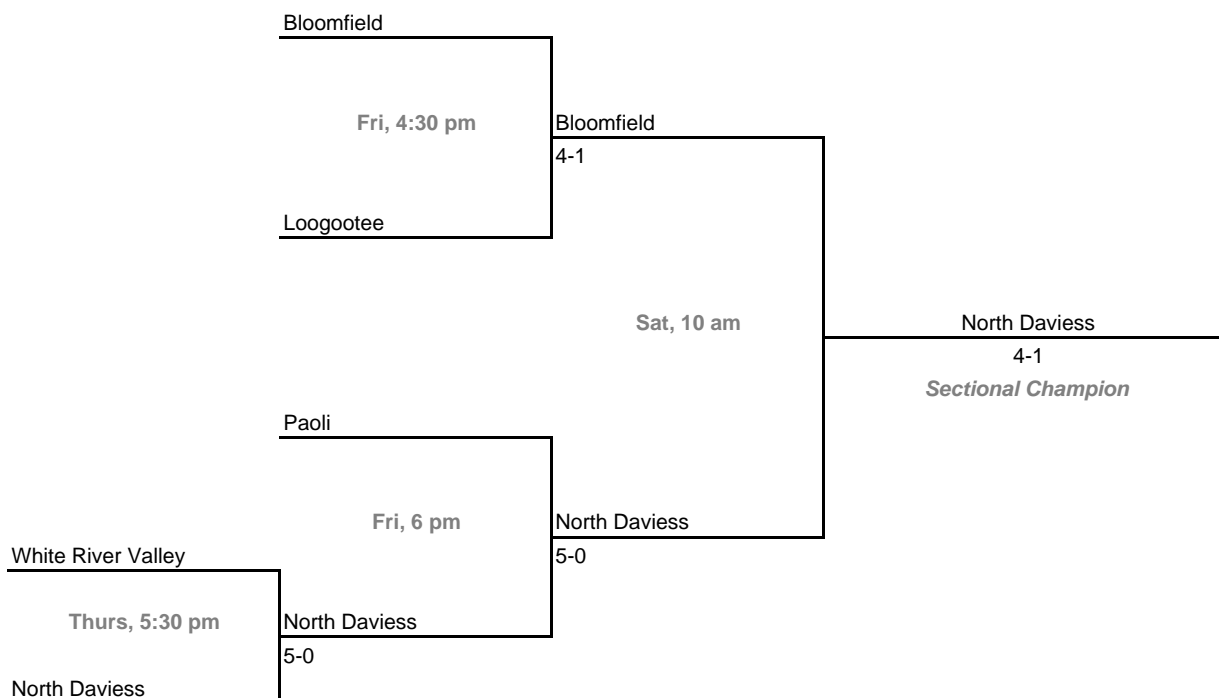 Bloomfield
Fri, 4:30 pm
Bloomfield
4-1
Loogootee
Sat, 10 am
North Daviess
4-1
Sectional Champion
Paoli
Fri, 6 pm
North Daviess
5-0
White River Valley
Thurs, 5:30 pm
North Daviess
5-0
North Daviess